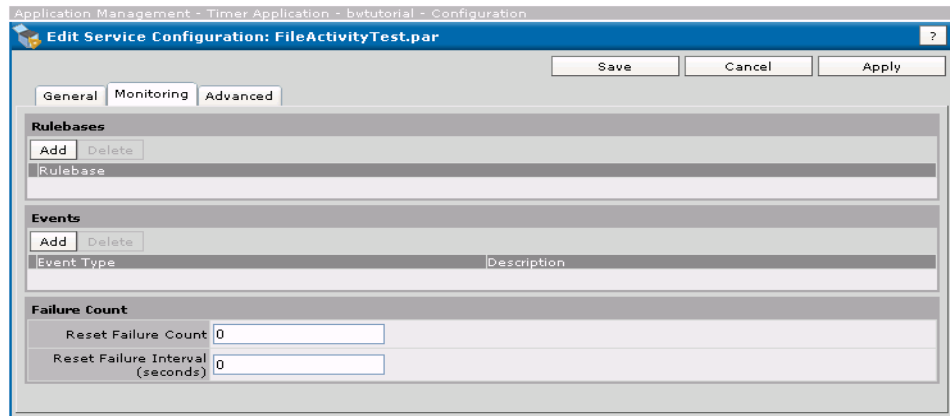 Application Management - Timer Application - bwtutorial - Configuration
Edit Service Configuration: FileActivityTest.par
?
Save Cancel Apply
General Monitoring Advanced
Rulebases
Add Delete
Rulebase
Events
Add Delete
Event Type Description
Failure Count
Reset Failure Count 0
Reset Failure Interval
(seconds) 0